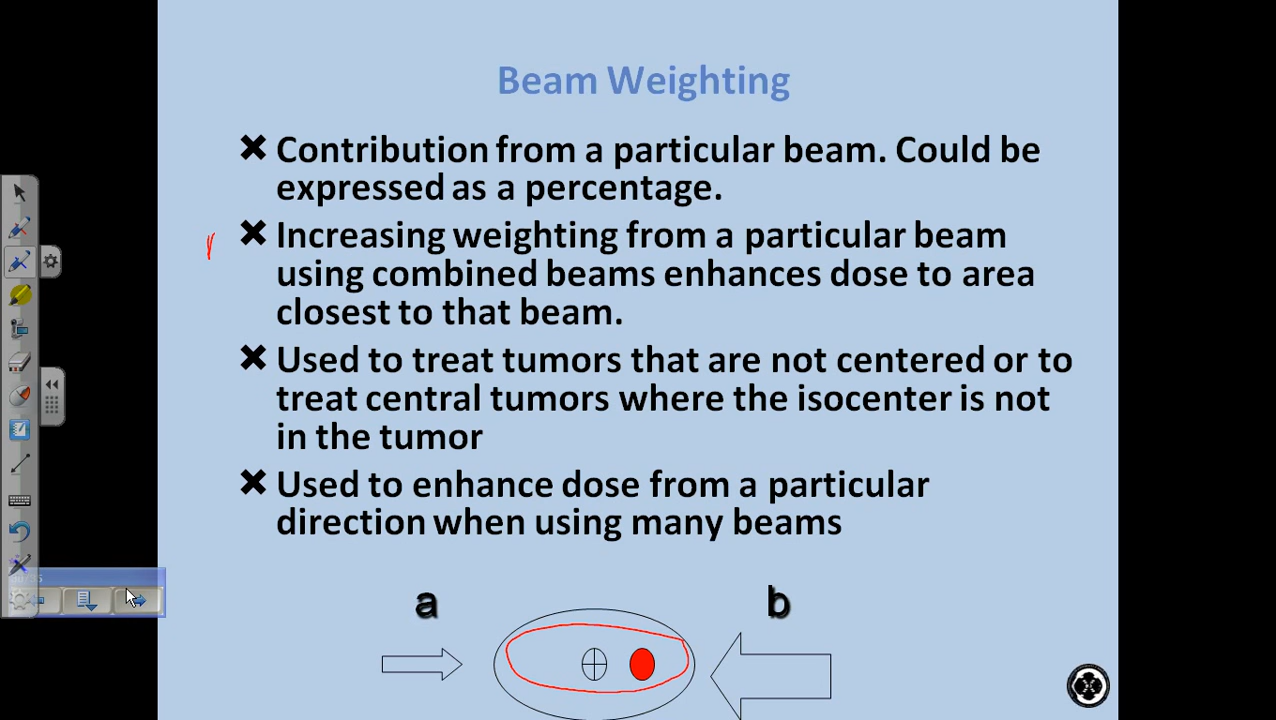 Beam Weighting
✖ Contribution from a particular beam. Could be
expressed as a percentage.
✖ Increasing weighting from a particular beam
using combined beams enhances dose to area
closest to that beam.
✖ Used to treat tumors that are not centered or to
treat central tumors where the isocenter is not
in the tumor
✖ Used to enhance dose from a particular
direction when using many beams
a
b